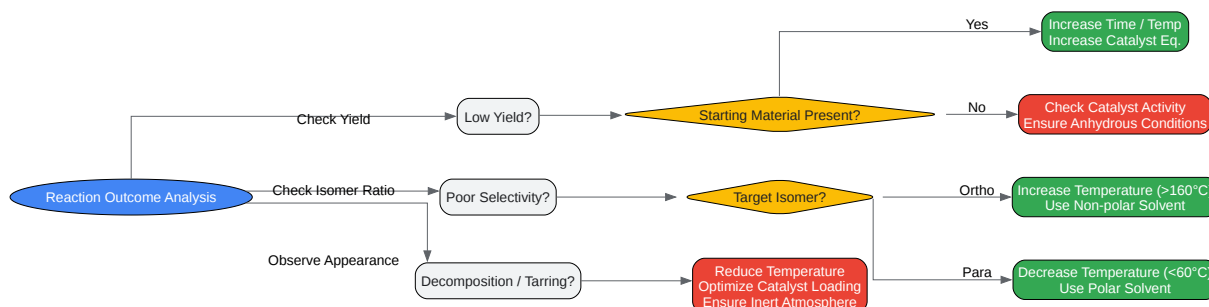 Yes
Increase Time / Temp
Increase Catalyst Eq.
Check Yield
Low Yield?
Starting Material Present?
No
Check Catalyst Activity
Ensure Anhydrous Conditions
Reaction Outcome Analysis
Check Isomer Ratio
Poor Selectivity?
Target Isomer?
Ortho
Increase Temperature (>160°C
Use Non-polar Solvent
Observe Appearance
Decomposition / Tarring?
Reduce Temperature
Optimize Catalyst Loading
Ensure Inert Atmosphere
Para
Decrease Temperature (<60°C)
Use Polar Solvent